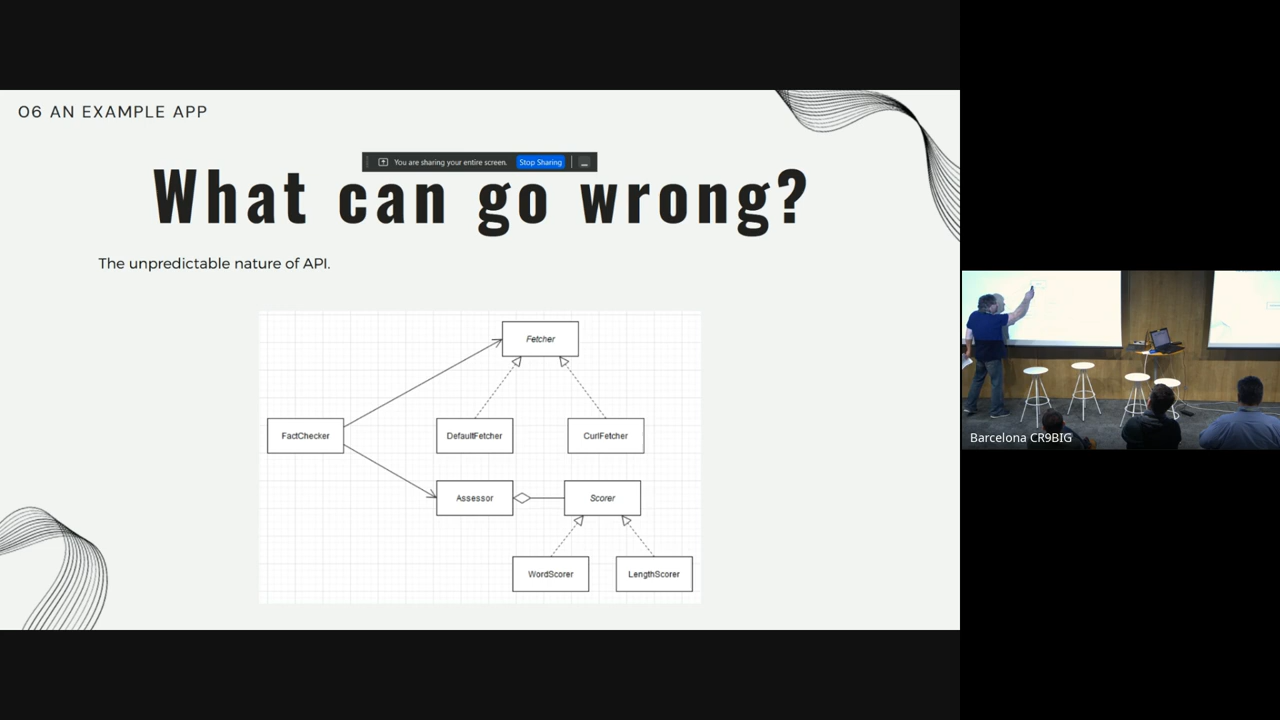 06 AN EXAMPLE APP
You are sharing your entire screen. Stop Sharing
What can go wrong?
The unpredictable nature of API.
Fetcher
FactChecker
DefaultFetcher
CurlFetcher
Assessor
Scorer
WordScorer
LengthScorer
Barcelona CR9BIG